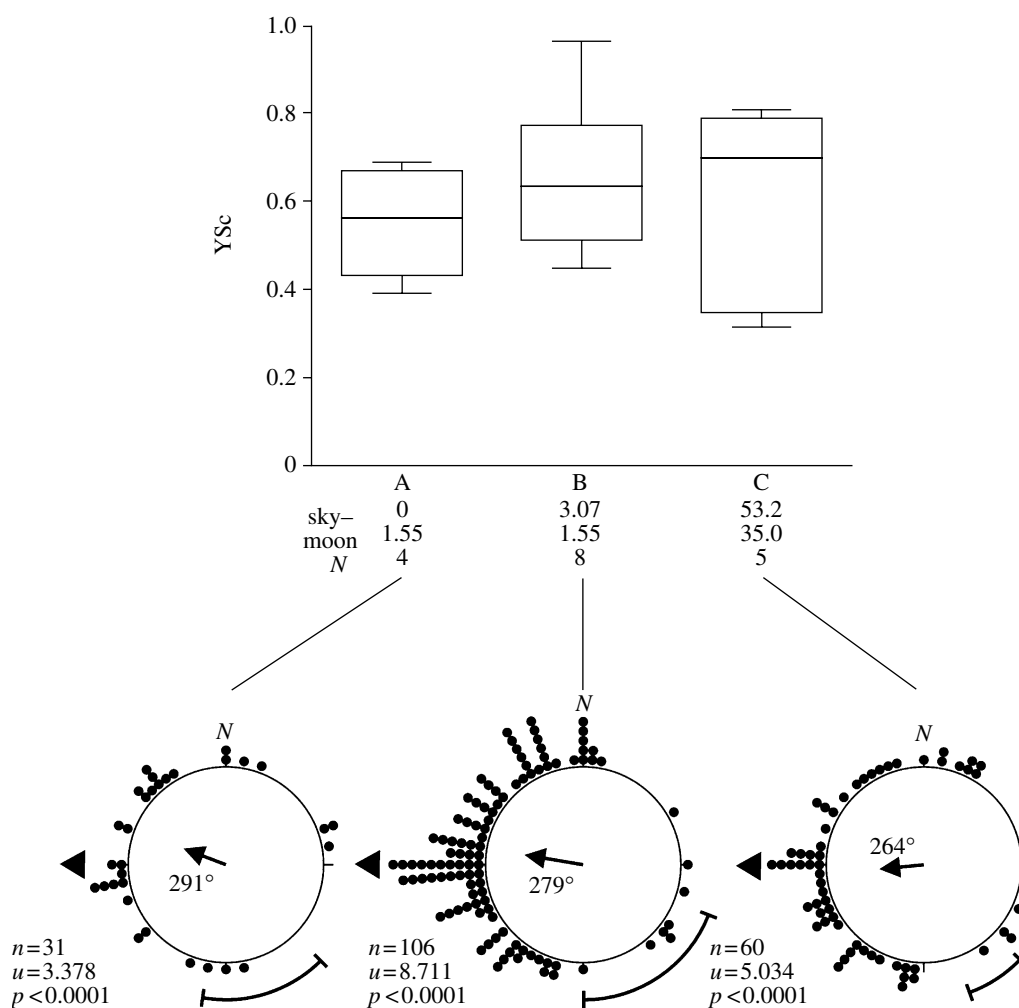 1.0
0.8
0.6
0.4
0.2
0
YSc
A B C
sky– 0 3.07 53.2
moon 1.55 1.55 35.0
N 4 8 5
N N N
291° 279° 264°
n=31 n=106 n=60
u=3.378 u=8.711 u=5.034
p<0.0001 p<0.0001 p<0.0001